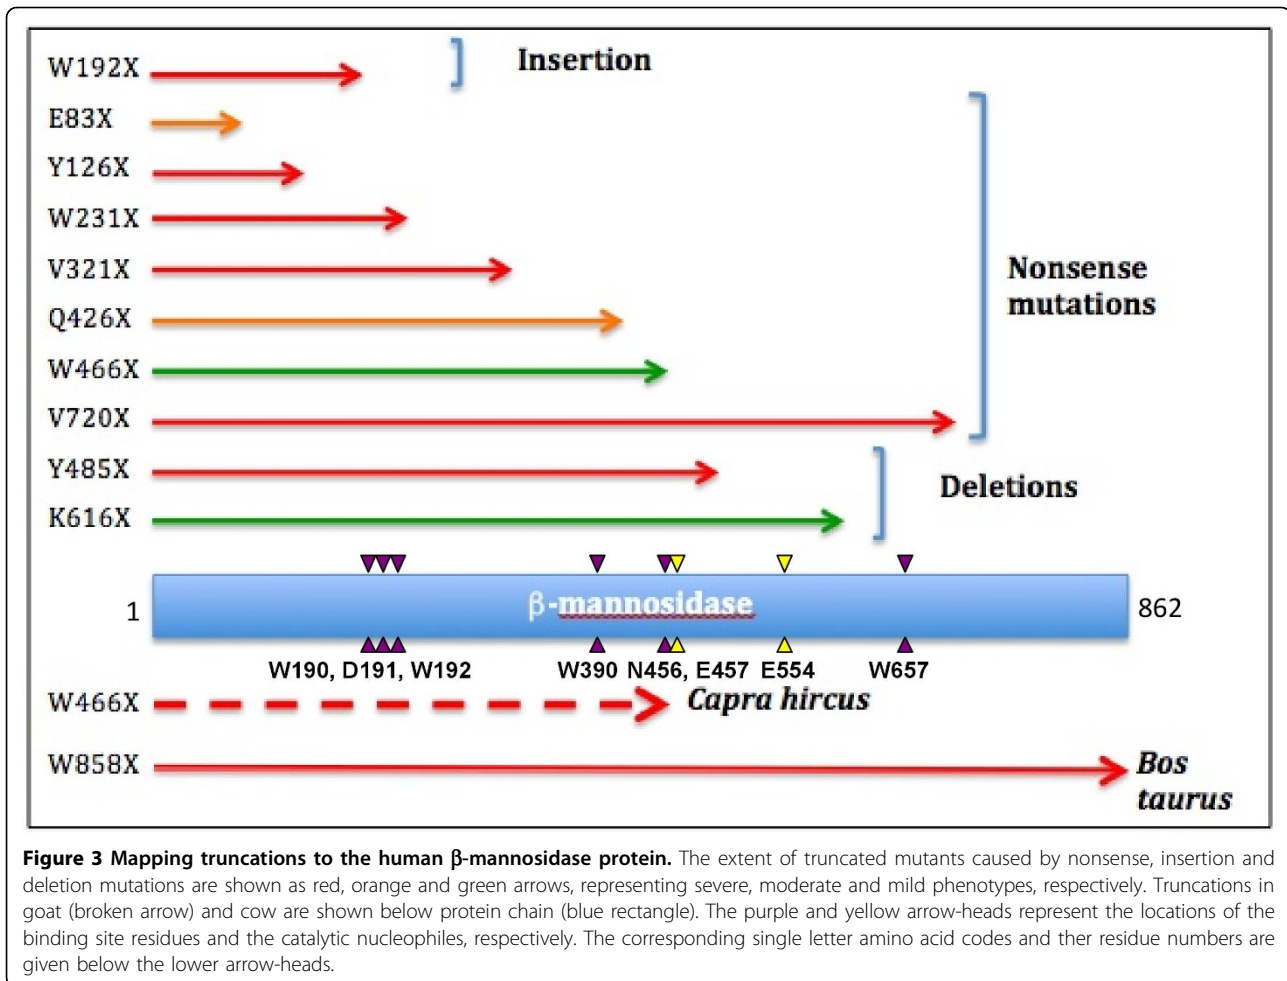 W192X
Insertion
E83X
Y126X
W231X
V321X
Nonsense
mutations
Q426X
W466X
V720X
Y485X
Deletions
K616X
1
β-mannosidase
862
W190, D191, W192
W390
N456, E457
E554
W657
W466X
Capra hircus
W858X
Bos
taurus
Figure 3 Mapping truncations to the human β-mannosidase protein. The extent of truncated mutants caused by nonsense, insertion and
deletion mutations are shown as red, orange and green arrows, representing severe, moderate and mild phenotypes, respectively. Truncations in
goat (broken arrow) and cow are shown below protein chain (blue rectangle). The purple and yellow arrow-heads represent the locations of the
binding site residues and the catalytic nucleophiles, respectively. The corresponding single letter amino acid codes and ther residue numbers are
given below the lower arrow-heads.